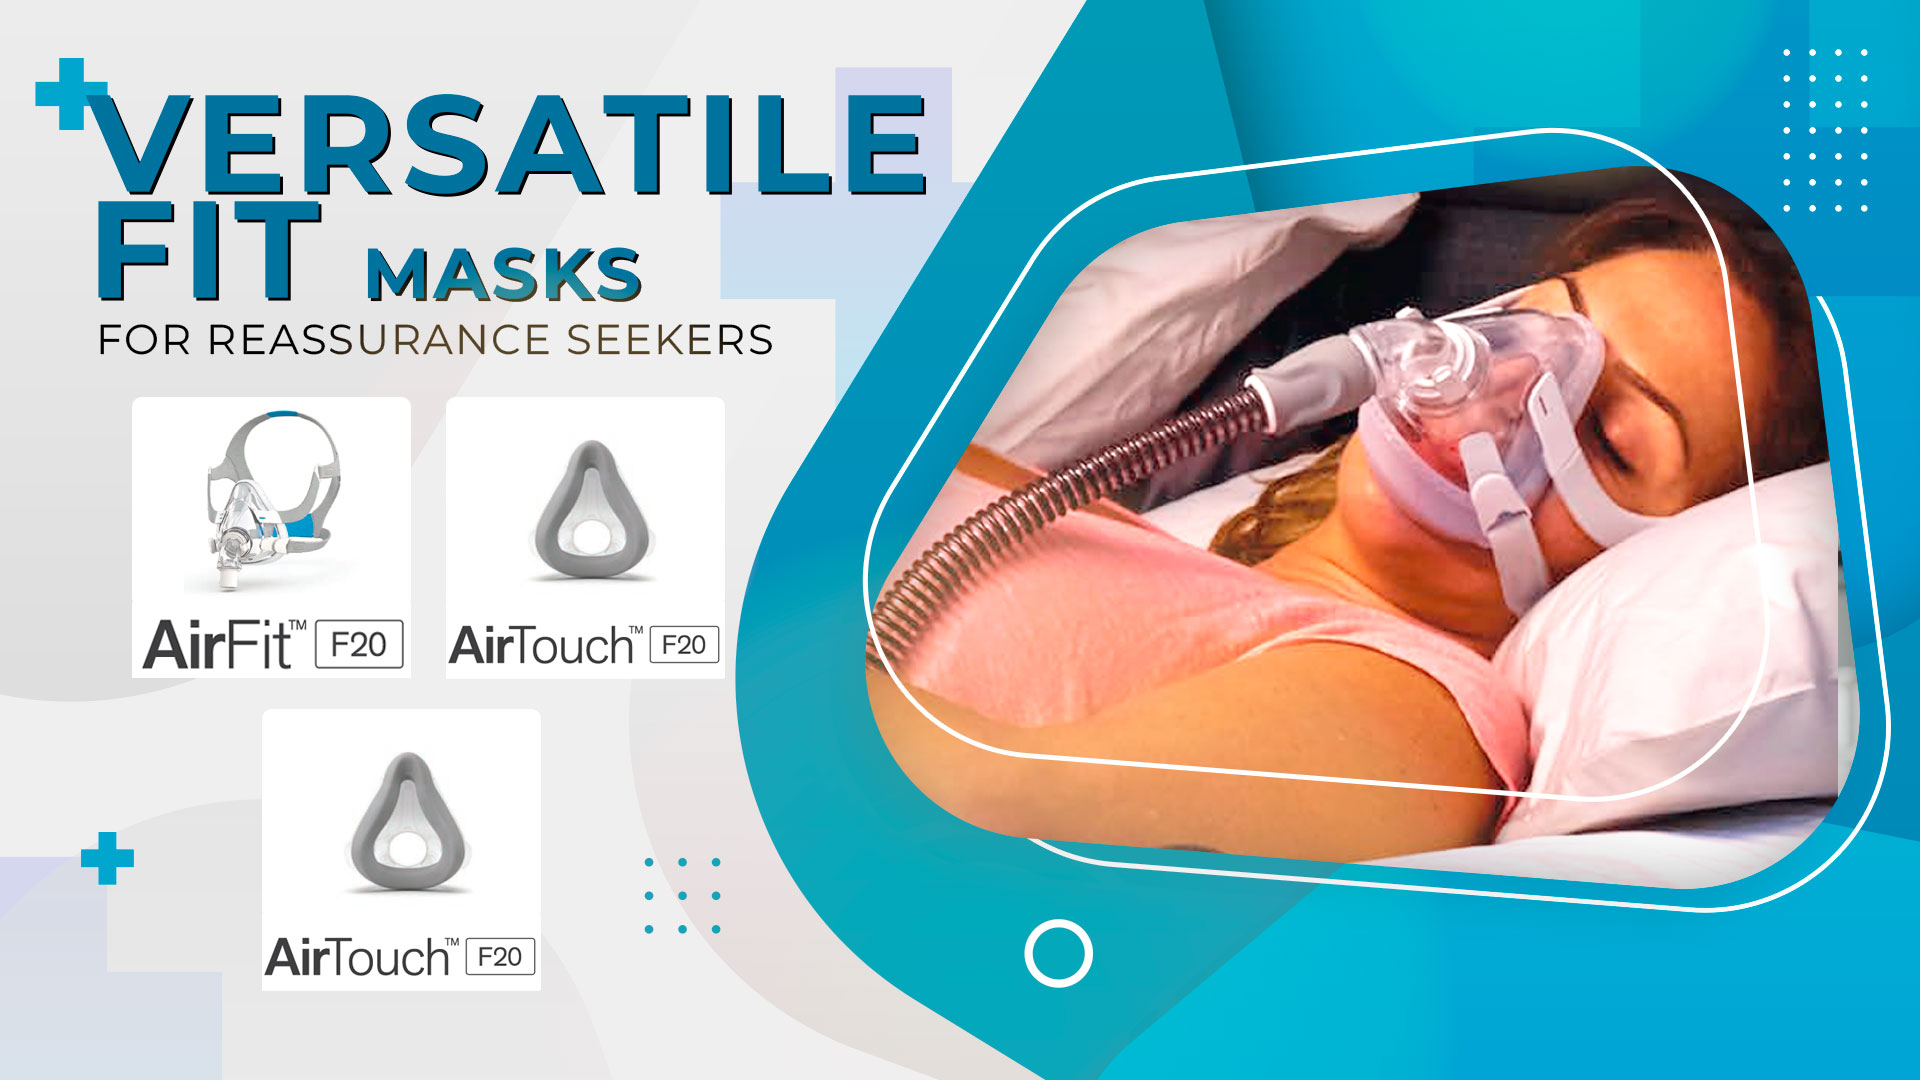 VERSATILE
FIT MASKS
FOR REASSURANCE SEEKERS
AirFit™ F20
AirTouch™ F20
AirTouch™ F20